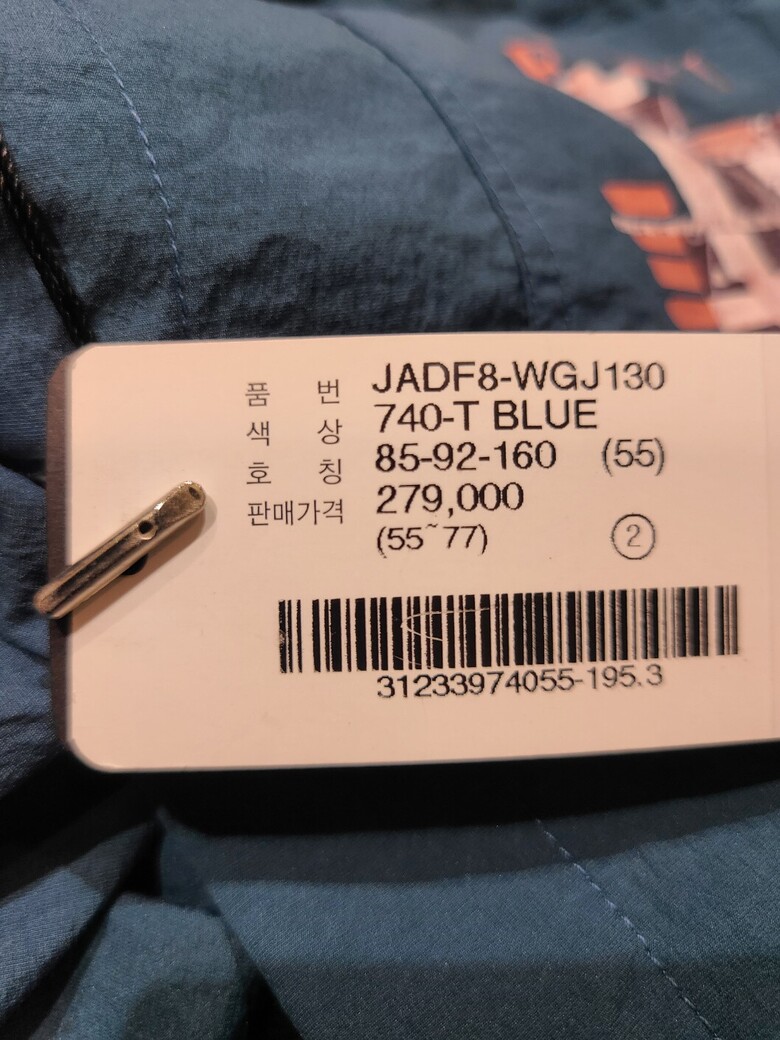 품 번 JADF8-WGJ130
색 상 740-T BLUE
호 칭 85-92-160 (55)
판매가격 279,000
(55~77) ②
31233974055-195.3